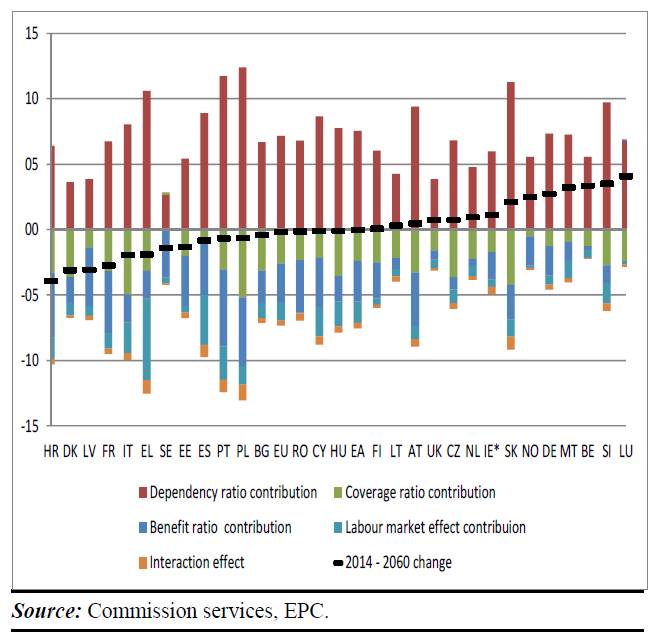 15
10
05
00
-05
-10
-15
HR DK LV FR IT EL SE EE ES PT PL BG EU RO CY HU EA FI LT AT UK CZ NL IE* SK NO DE MT BE SI LU
Dependency ratio contribution
Coverage ratio contribution
Benefit ratio contribution
Labour market effect contribuion
Interaction effect
2014 - 2060 change
Source: Commission services, EPC.